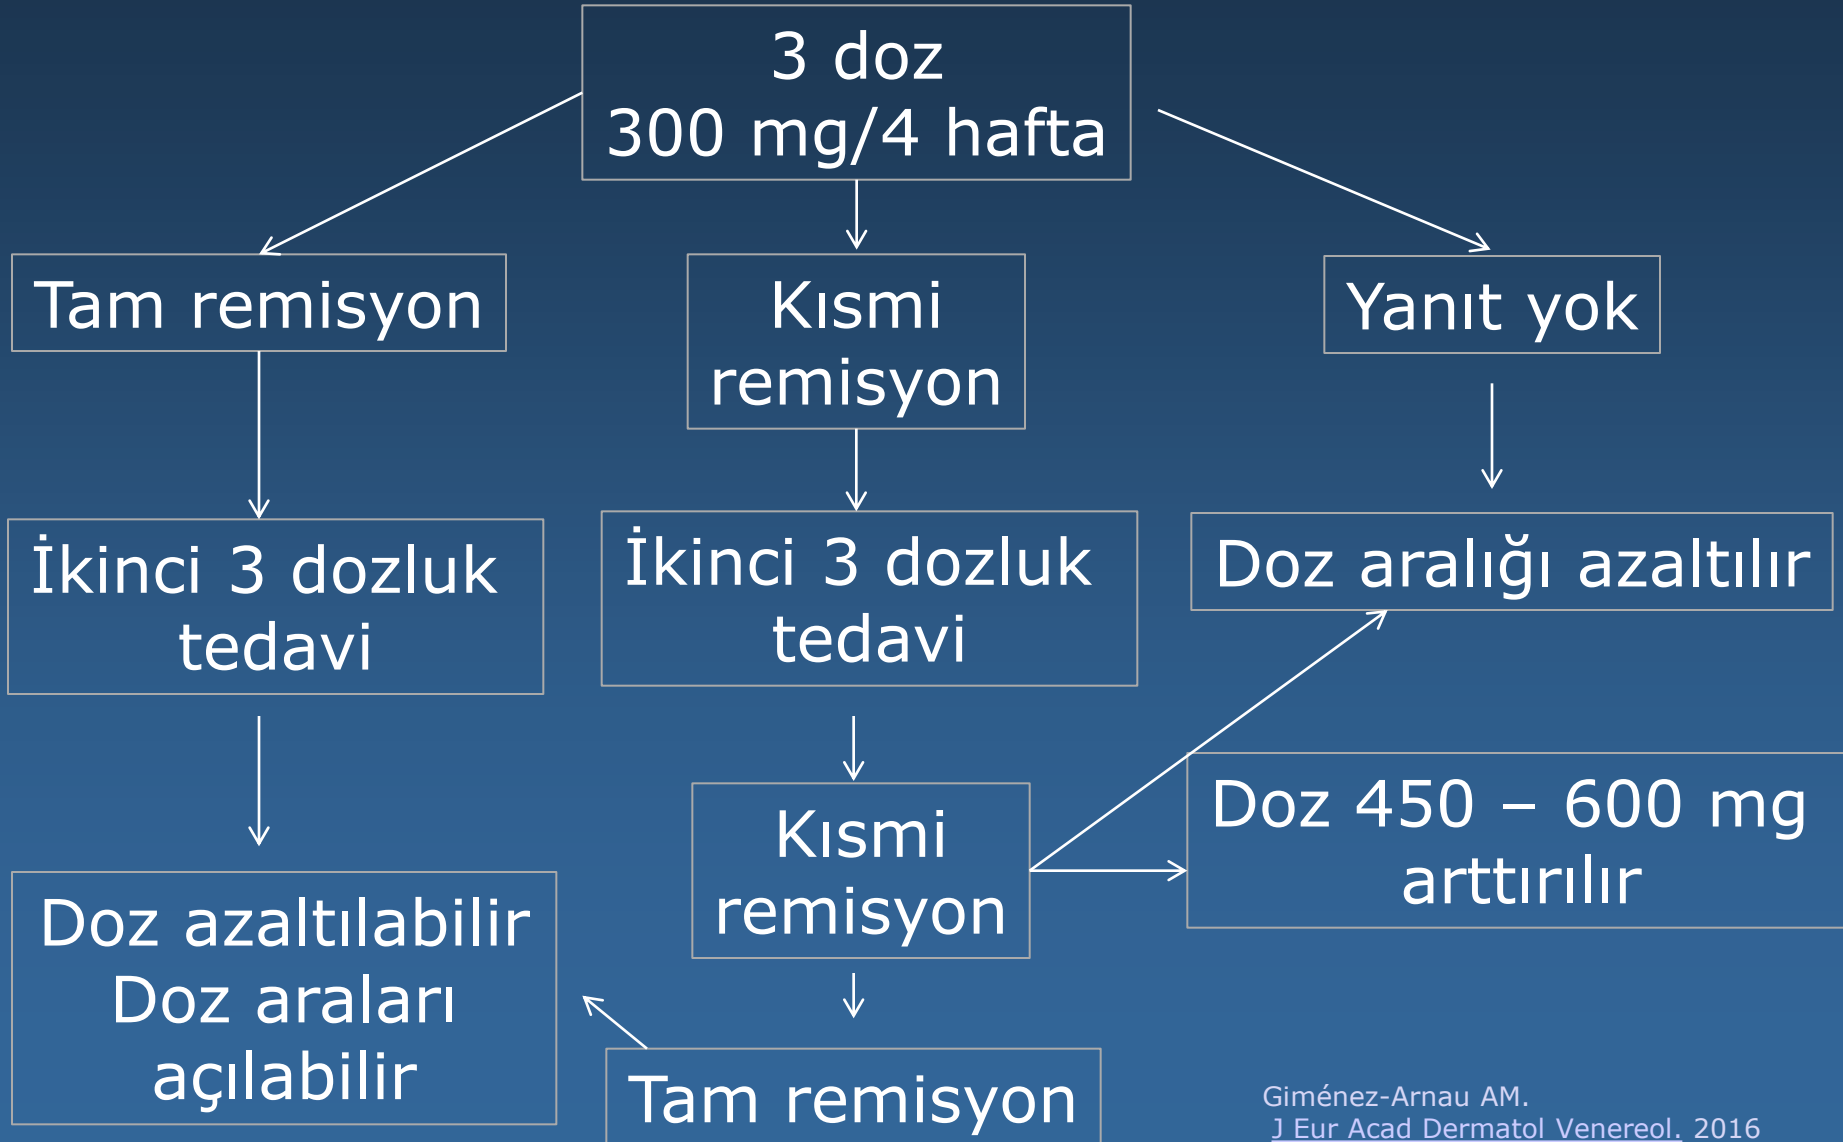 3 doz
300 mg/4 hafta
Tam remisyon
Kısmi
remisyon
Yanıt yok
İkinci 3 dozluk
tedavi
İkinci 3 dozluk
tedavi
Doz aralığı azaltılır
Kısmi
remisyon
Doz 450 – 600 mg
arttırılır
Doz azaltılabilir
Doz araları
açılabilir
Tam remisyon
Giménez-Arnau AM.
J Eur Acad Dermatol Venereol. 2016